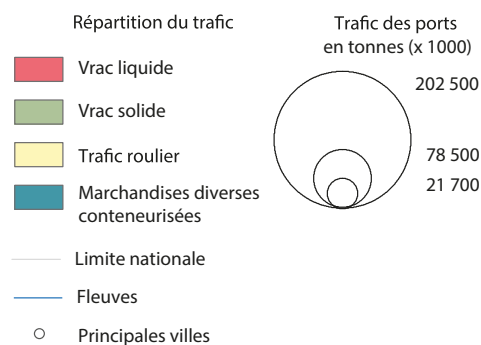 Répartition du trafic
Vrac liquide
Vrac solide
Trafic roulier
Marchandises diverses
conteneurisées
Limite nationale
Fleuves
Principales villes
Trafic des ports
en tonnes (x 1000)
202 500
78 500
21 700